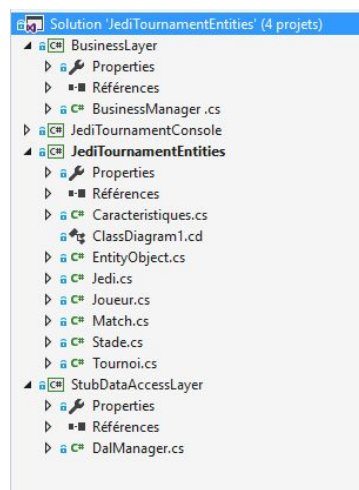 Solution 'JediTournamentEntities' (4 projets)
C# BusinessLayer
Properties
Références
C# BusinessManager .cs
C# JediTournamentConsole
C# JediTournamentEntities
Properties
Références
C# Caracteristiques.cs
ClassDiagram1.cd
C# EntityObject.cs
C# Jedi.cs
C# Joueur.cs
C# Match.cs
C# Stade.cs
C# Tournoi.cs
C# StubDataAccessLayer
Properties
Références
C# DalManager.cs